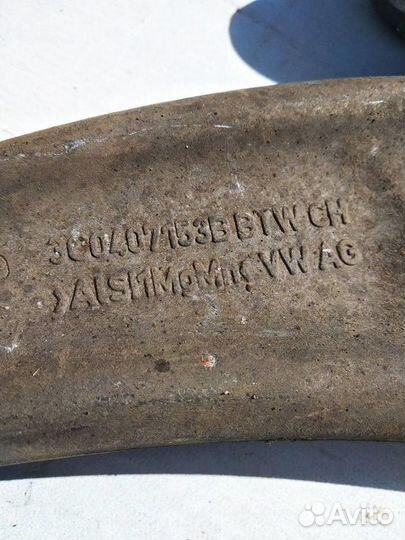 3C0407153B BTW CH
>AlSi1MgMn< VW AG
Avito